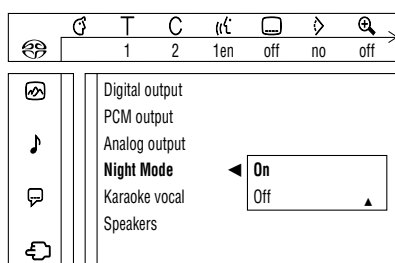 T C
1 2 1en off no off
Digital output
PCM output
Analog output
Night Mode On
Karaoke vocal Off
Speakers